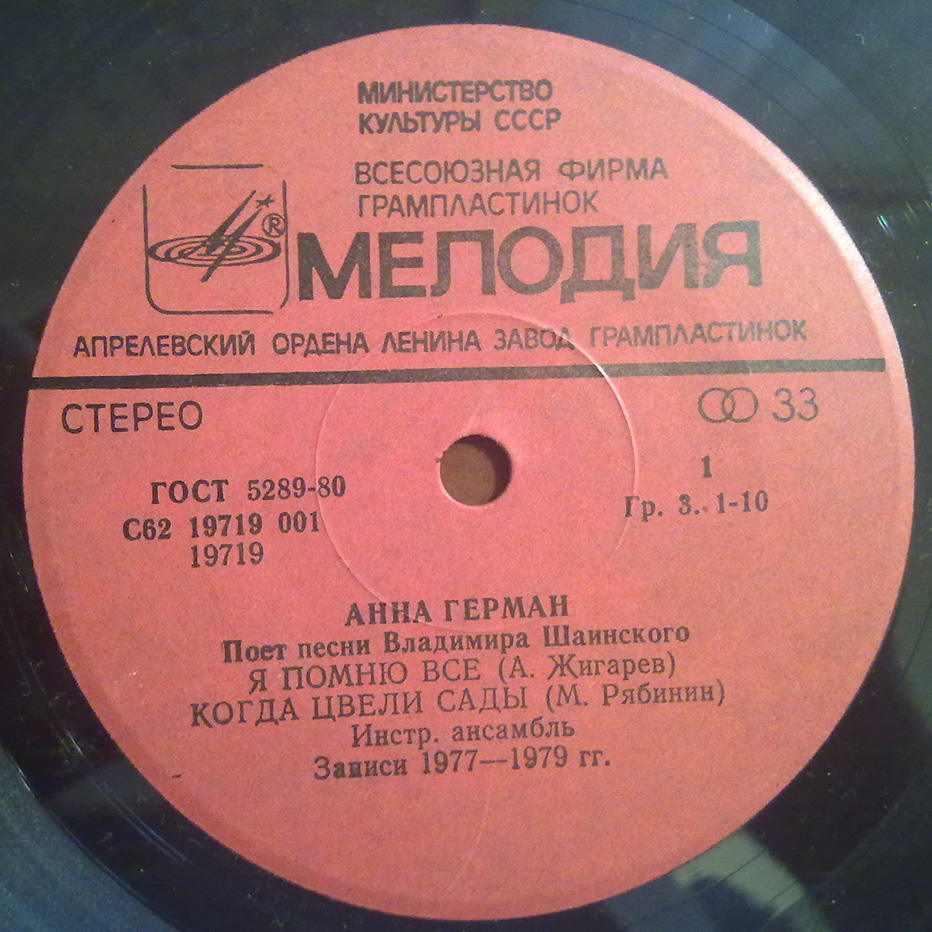 МИНИСТЕРСТВО
КУЛЬТУРЫ СССР
ВСЕСОЮЗНАЯ ФИРМА
ГРАМПЛАСТИНОК
®
МЕЛОДИЯ
АПРЕЛЕВСКИЙ ОРДЕНА ЛЕНИНА ЗАВОД ГРАМПЛАСТИНОК
СТЕРЕО
33
ГОСТ 5289-80
1
С62 19719 001
Гр. 3. 1-10
19719
АННА ГЕРМАН
Поет песни Владимира Шаинского
Я ПОМНЮ ВСЕ (А. Жигарев)
КОГДА ЦВЕЛИ САДЫ (М. Рябинин)
Инстр. ансамбль
Записи 1977—1979 гг.